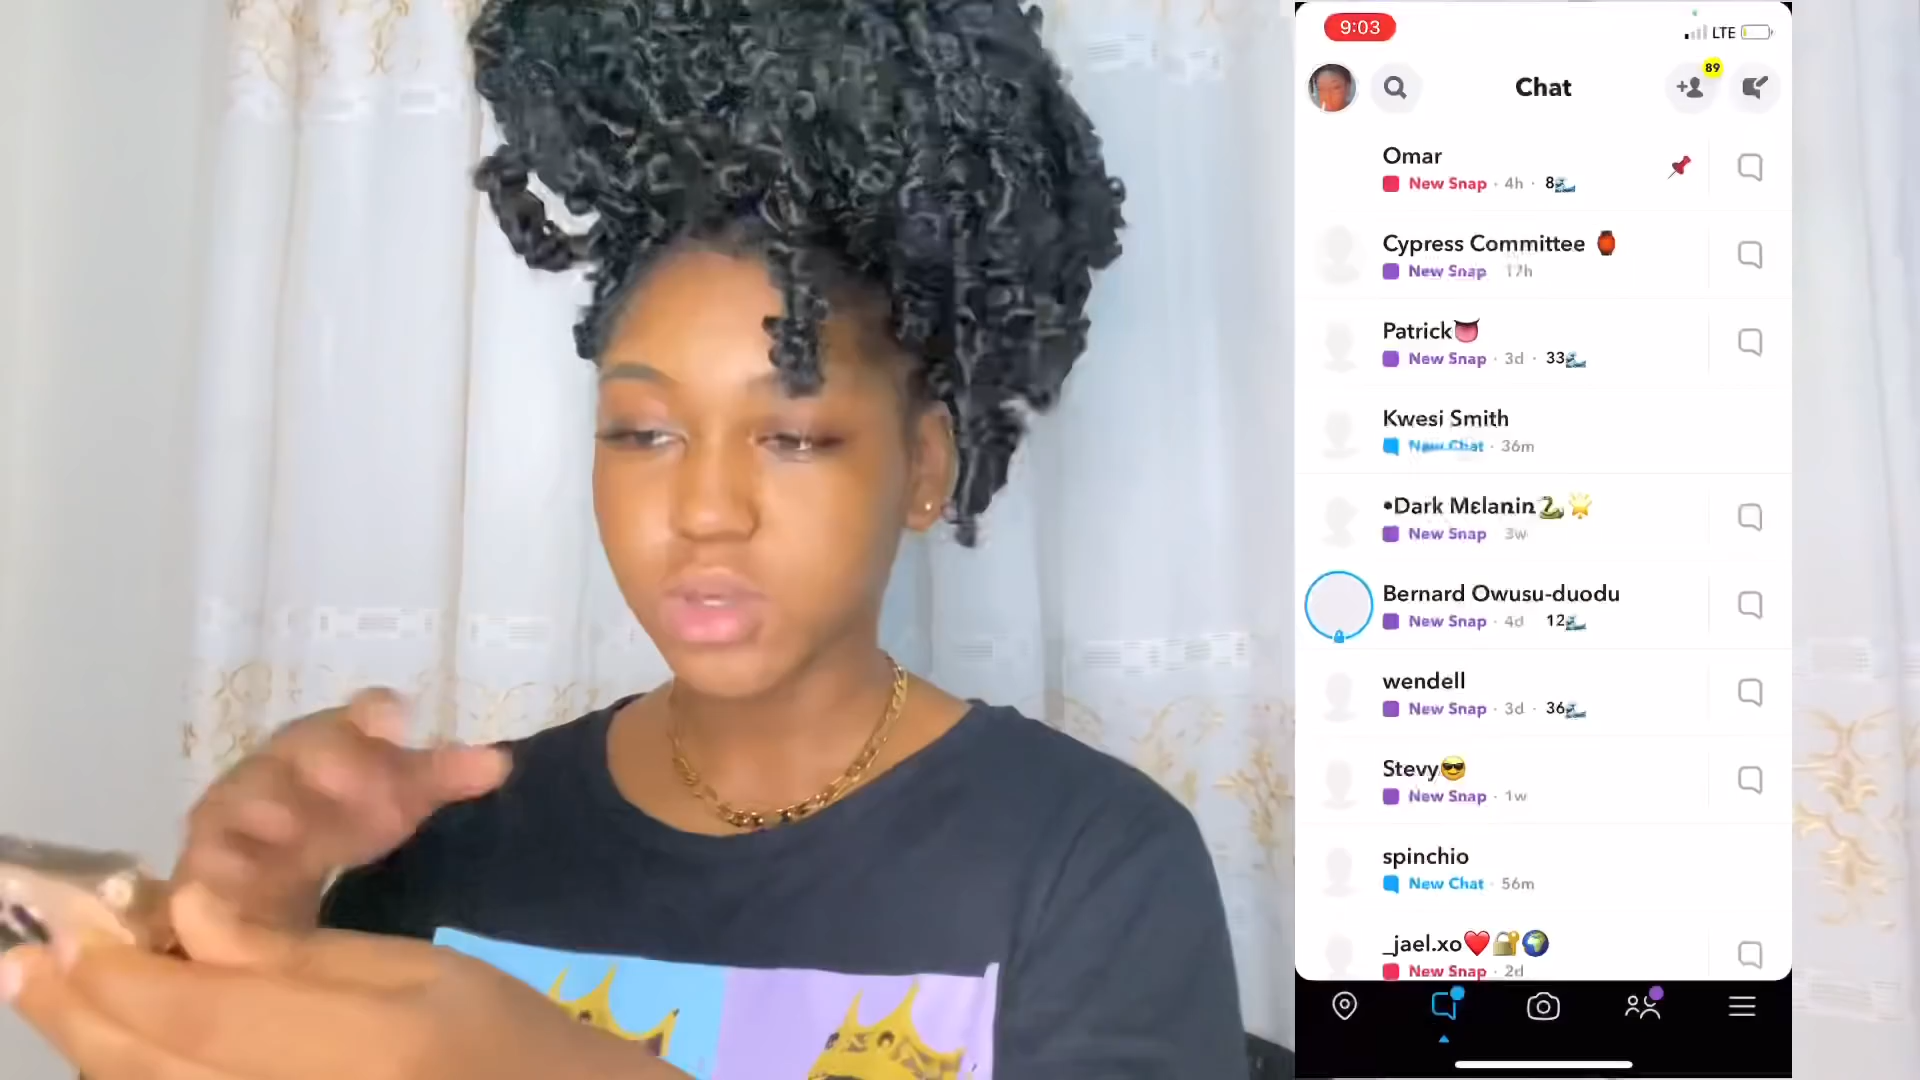 9:03
LTE
89
Chat
Omar
New Snap · 4h · 8🌊
Cypress Committee 🏮
New Snap 17h
Patrick👅
New Snap · 3d · 33🌊
Kwesi Smith
New Chat · 36m
•Dark Mɛlanin🐍🌟
New Snap 3w
Bernard Owusu-duodu
New Snap · 4d 12🌊
wendell
New Snap · 3d · 36🌊
Stevy😎
New Snap · 1w
spinchio
New Chat · 56m
_jael.xo❤️🔐🌍
New Snap · 2d